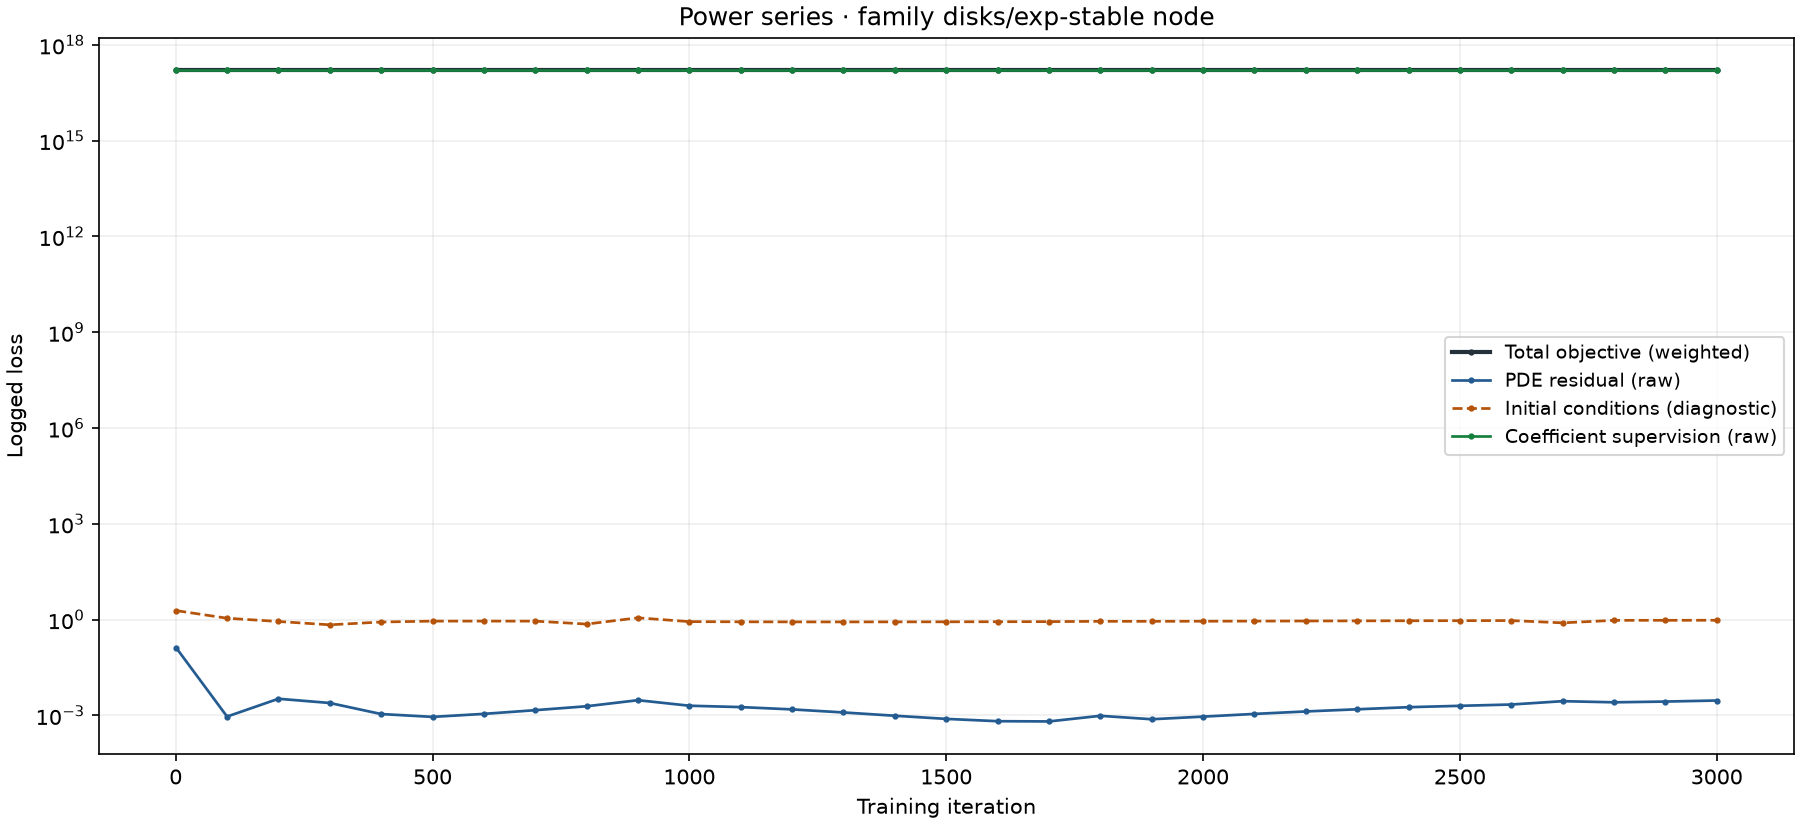 Power series · family disks/exp-stable node
Logged loss
10^18
10^15
10^12
10^9
10^6
10^3
10^0
10^−3
Total objective (weighted)
PDE residual (raw)
Initial conditions (diagnostic)
Coefficient supervision (raw)
0 500 1000 1500 2000 2500 3000
Training iteration